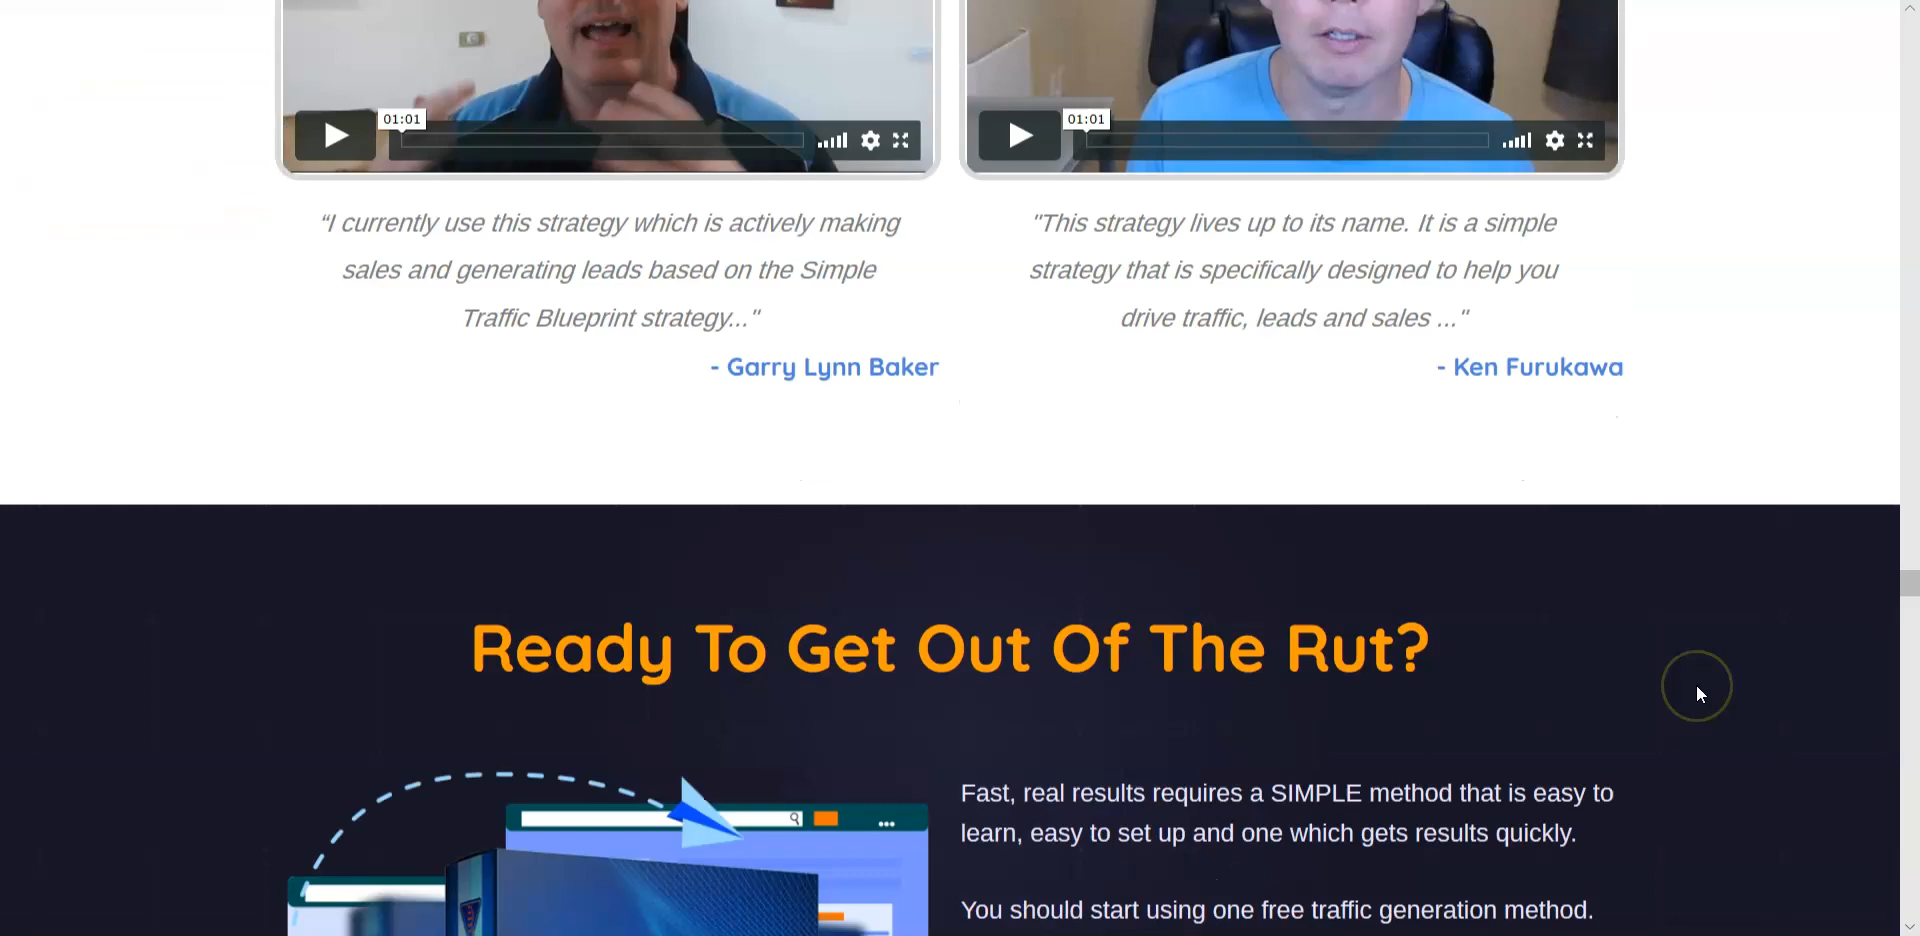 01:01
01:01
“I currently use this strategy which is actively making
sales and generating leads based on the Simple
Traffic Blueprint strategy..."
- Garry Lynn Baker
"This strategy lives up to its name. It is a simple
strategy that is specifically designed to help you
drive traffic, leads and sales ..."
- Ken Furukawa
Ready To Get Out Of The Rut?
Fast, real results requires a SIMPLE method that is easy to
learn, easy to set up and one which gets results quickly.
You should start using one free traffic generation method.